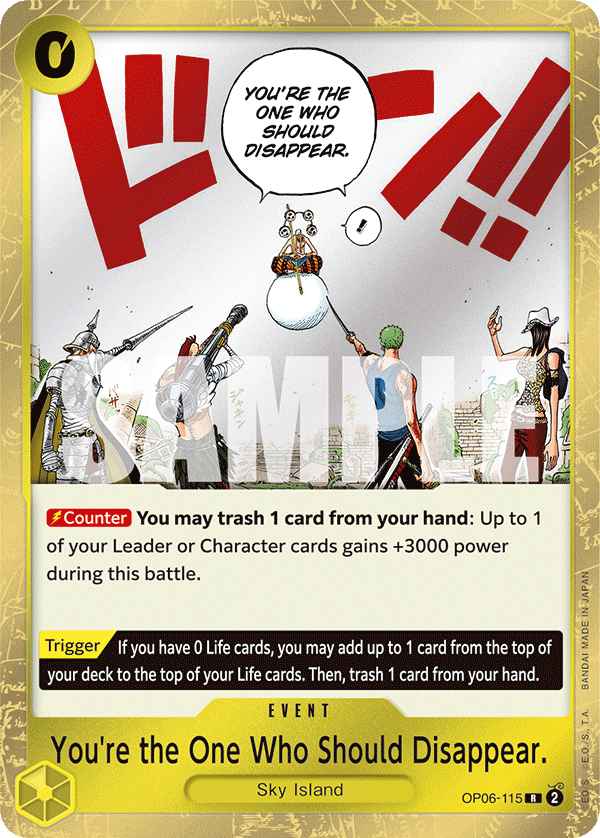 0
YOU'RE THE
ONE WHO
SHOULD
DISAPPEAR.
ドン!!
!
SAMPLE
Counter You may trash 1 card from your hand: Up to 1
of your Leader or Character cards gains +3000 power
during this battle.
Trigger If you have 0 Life cards, you may add up to 1 card from the top of
your deck to the top of your Life cards. Then, trash 1 card from your hand.
EVENT
You're the One Who Should Disappear.
Sky Island
OP06-115 R 2
©E.O./S. ©E.O./S., T.A. BANDAI MADE IN JAPAN